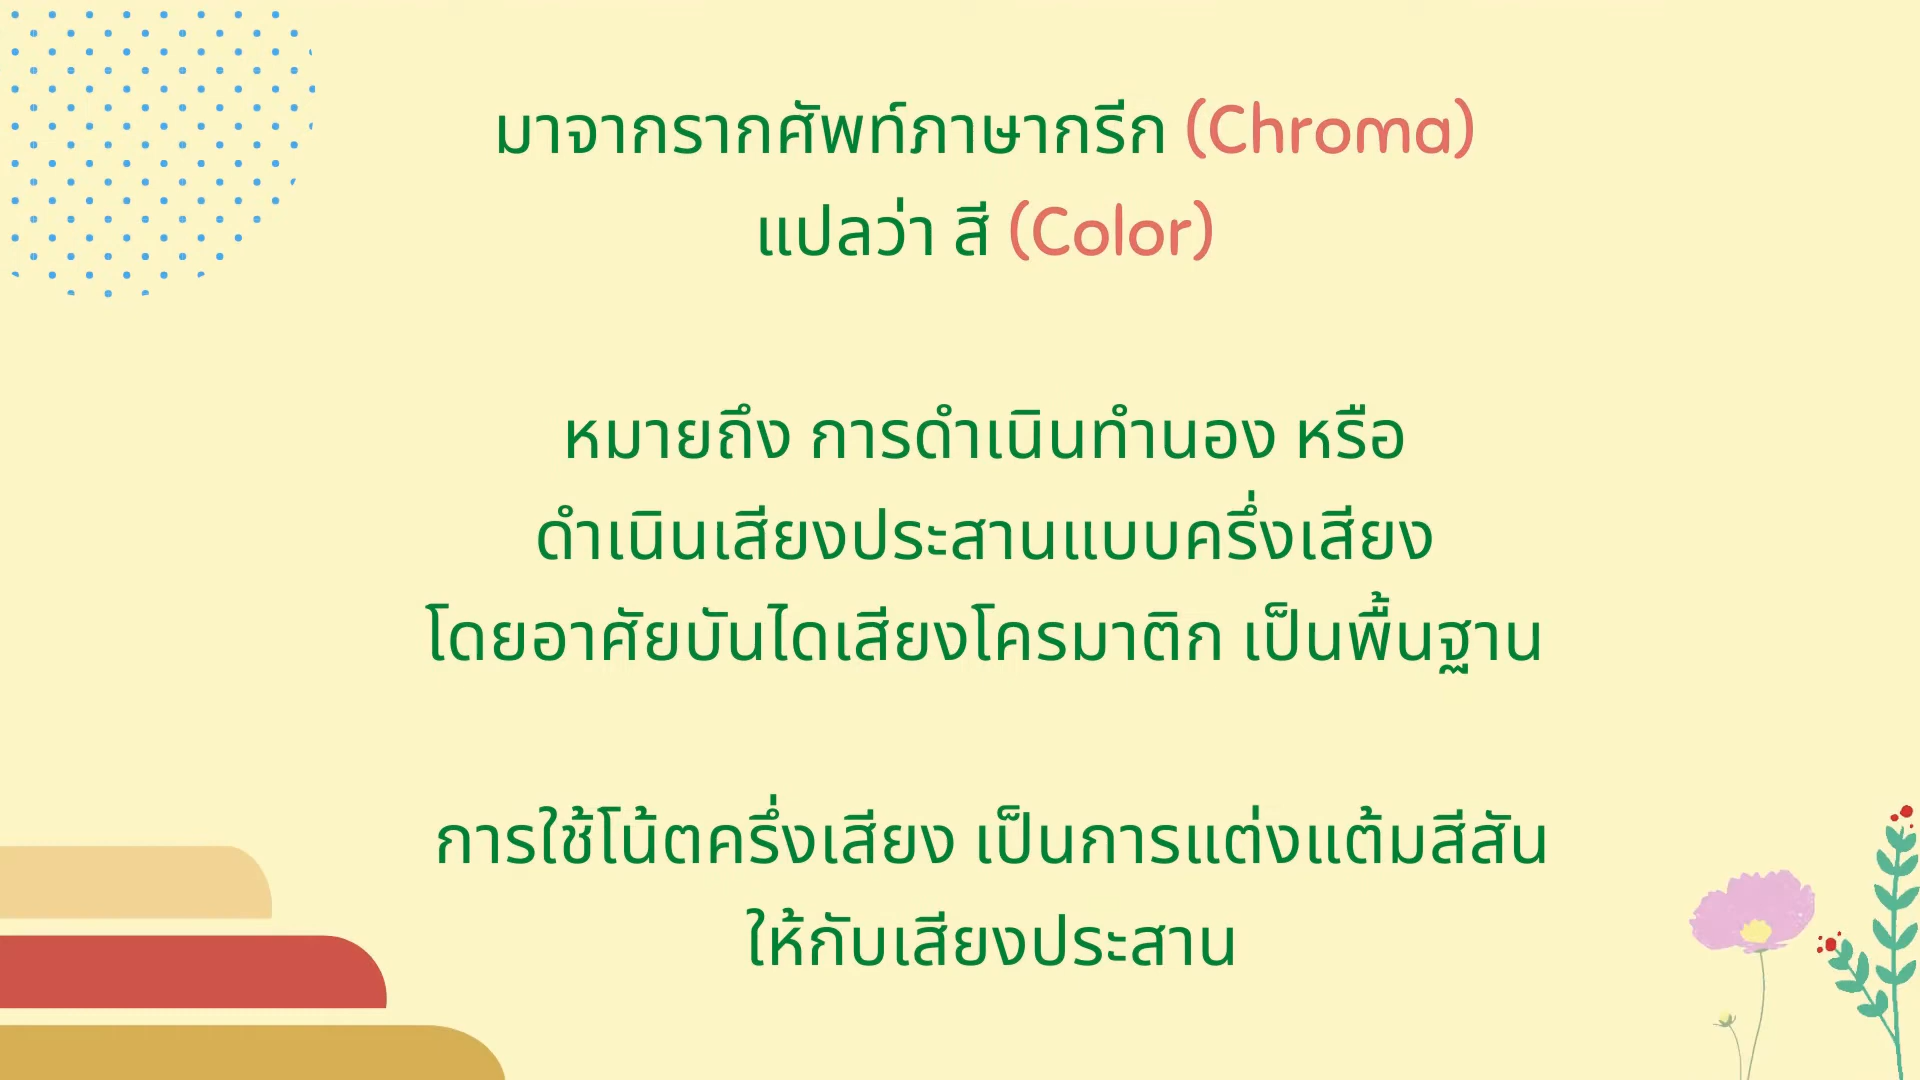 มาจากรากศัพท์ภาษากรีก (Chroma)
แปลว่า สี (Color)
หมายถึง การดำเนินทำนอง หรือ
ดำเนินเสียงประสานแบบครึ่งเสียง
โดยอาศัยบันไดเสียงโครมาติก เป็นพื้นฐาน
การใช้โน้ตครึ่งเสียง เป็นการแต่งแต้มสีสัน
ให้กับเสียงประสาน